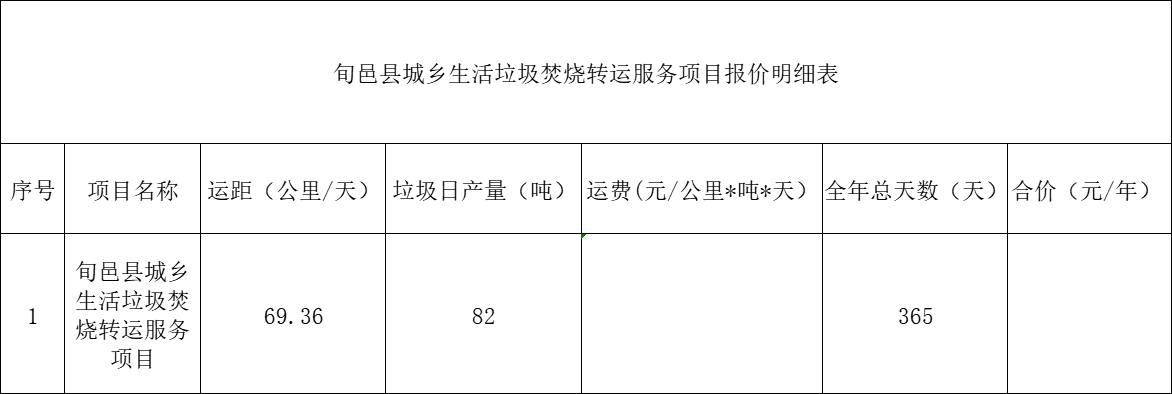 旬邑县城乡生活垃圾焚烧转运服务项目报价明细表
序号 项目名称 运距（公里/天） 垃圾日产量（吨） 运费(元/公里*吨*天） 全年总天数（天） 合价（元/年）
1 旬邑县城乡 69.36 82 365
生活垃圾焚
烧转运服务
项目